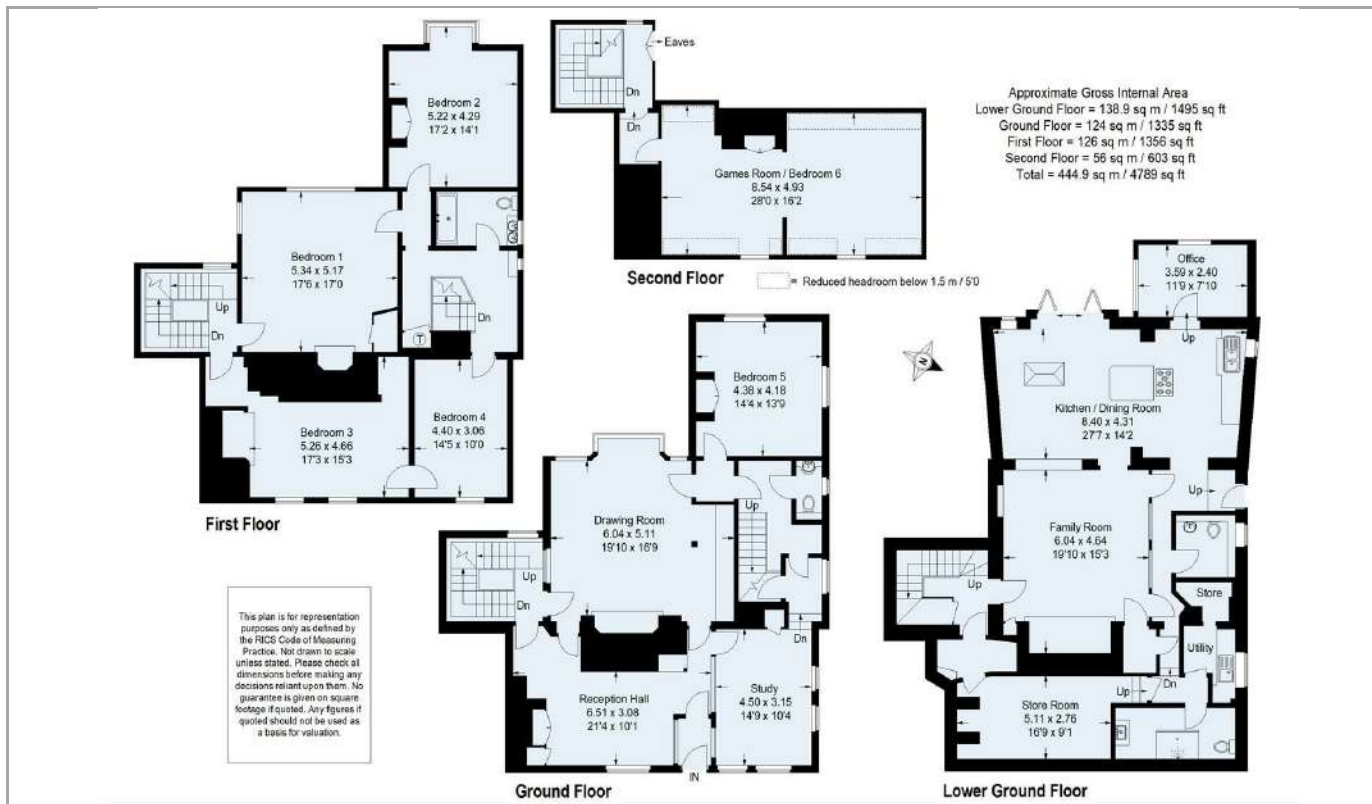 Bedroom 2
5.22 x 4.29
17'2 x 14'1
Bedroom 1
5.34 x 5.17
17'6 x 17'0
Up
Dn
Dn
T
Bedroom 3
5.26 x 4.66
17'3 x 15'3
Bedroom 4
4.40 x 3.06
14'5 x 10'0
First Floor
Eaves
Dn
Dn
Games Room / Bedroom 6
8.54 x 4.93
28'0 x 16'2
Second Floor
= Reduced headroom below 1.5 m / 5'0
Approximate Gross Internal Area
Lower Ground Floor = 138.9 sq m / 1495 sq ft
Ground Floor = 124 sq m / 1335 sq ft
First Floor = 126 sq m / 1356 sq ft
Second Floor = 56 sq m / 603 sq ft
Total = 444.9 sq m / 4789 sq ft
N
Bedroom 5
4.38 x 4.18
14'4 x 13'9
Drawing Room
6.04 x 5.11
19'10 x 16'9
Up
Up
Dn
Dn
Reception Hall
6.51 x 3.08
21'4 x 10'1
Study
4.50 x 3.15
14'9 x 10'4
IN
Ground Floor
Office
3.59 x 2.40
11'9 x 7'10
Up
Kitchen / Dining Room
8.40 x 4.31
27'7 x 14'2
Up
Family Room
6.04 x 4.64
19'10 x 15'3
Up
Store
Utility
Up
Dn
Store Room
5.11 x 2.76
16'9 x 9'1
Lower Ground Floor
This plan is for representation
purposes only as defined by
the RICS Code of Measuring
Practice. Not drawn to scale
unless stated. Please check all
dimensions before making any
decisions reliant upon them. No
guarantee is given on square
footage if quoted. Any figures if
quoted should not be used as
a basis for valuation.